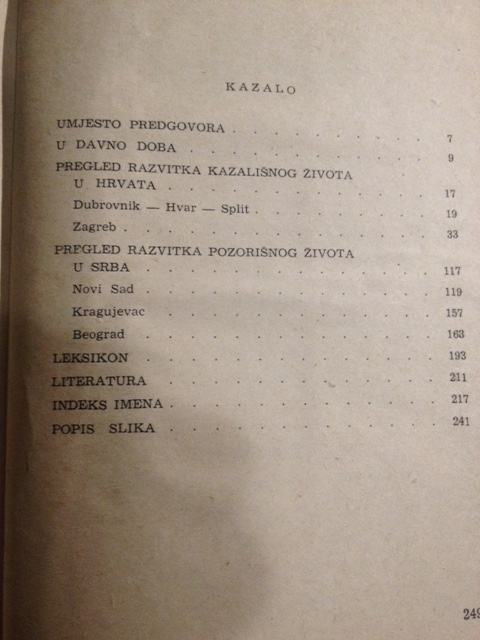 KAZALO
UMJESTO PREDGOVORA . . . . . . . . . . 7
U DAVNO DOBA . . . . . . . . . . . 9
PREGLED RAZVITKA KAZALIŠNOG ŽIVOTA
U HRVATA . . . . . . . . . . . . 17
Dubrovnik — Hvar — Split . . . . . . . . . 19
Zagreb . . . . . . . . . . . . . . 33
PREGLED RAZVITKA POZORIŠNOG ŽIVOTA
U SRBA . . . . . . . . . . . . . 117
Novi Sad . . . . . . . . . . . . . 119
Kragujevac . . . . . . . . . . . . 157
Beograd . . . . . . . . . . . . . 163
LEKSIKON . . . . . . . . . . . . . 193
LITERATURA . . . . . . . . . . . . 211
INDEKS IMENA . . . . . . . . . . . . 217
POPIS SLIKA . . . . . . . . . . . . 241
249